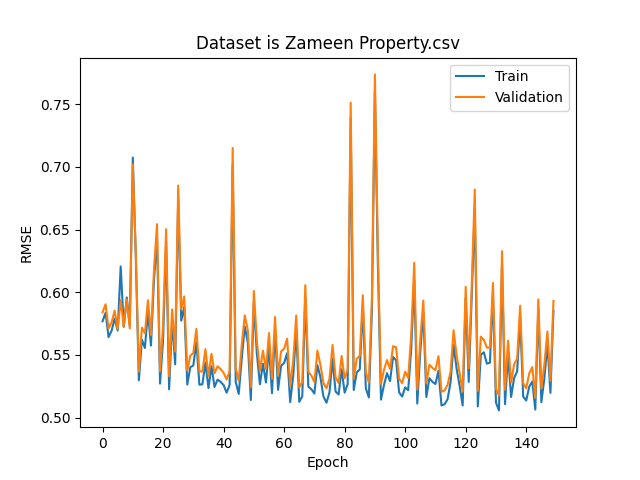 Dataset is Zameen Property.csv
Train
Validation
RMSE
0.75
0.70
0.65
0.60
0.55
0.50
0 20 40 60 80 100 120 140
Epoch